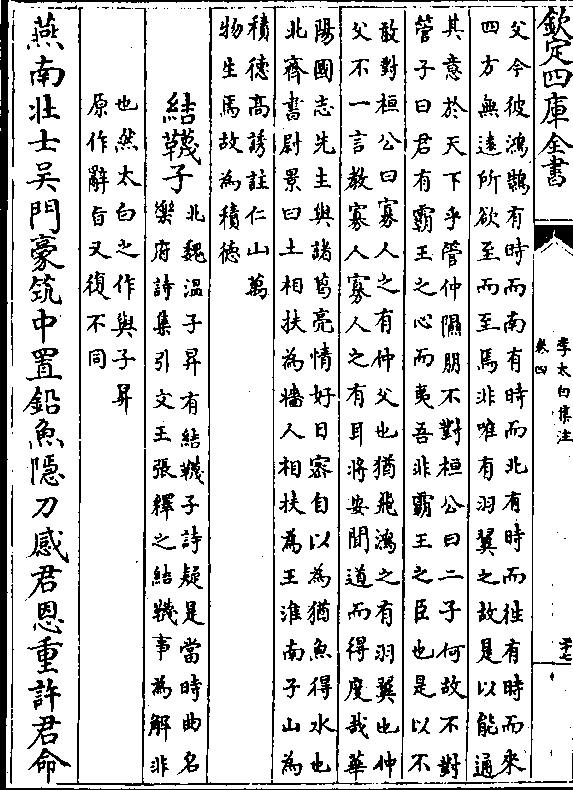 欽定四庫全書
李太白集注
卷四
二十七
父今彼鴻鵠有時而南有時而北有時而往有時而來
四方無遠所欲至而至焉非唯有羽翼之故是以能通
其意於天下乎管仲隰朋不對桓公曰二子何故不對
管子曰君有霸王之心而夷吾非霸王之臣也是以不
敢對桓公曰寡人之有仲父也猶飛鴻之有羽翼也仲
父不一言教寡人寡人之有耳將安聞道而得度哉華
陽國志先主與諸葛亮情好日密自以為猶魚得水也
北齊書尉景曰土相扶為墻人相扶為王淮南子山為
積德高誘註仁山萬
物生焉故為積德
結韈子
北魏溫子昇有結韈子詩疑是當時曲名
樂府詩集引文王張釋之結韈事為解非
也然太白之作與子昇
原作辭旨又復不同
燕南壯士吳門豪筑中置鉛魚隱刀感君恩重許君命